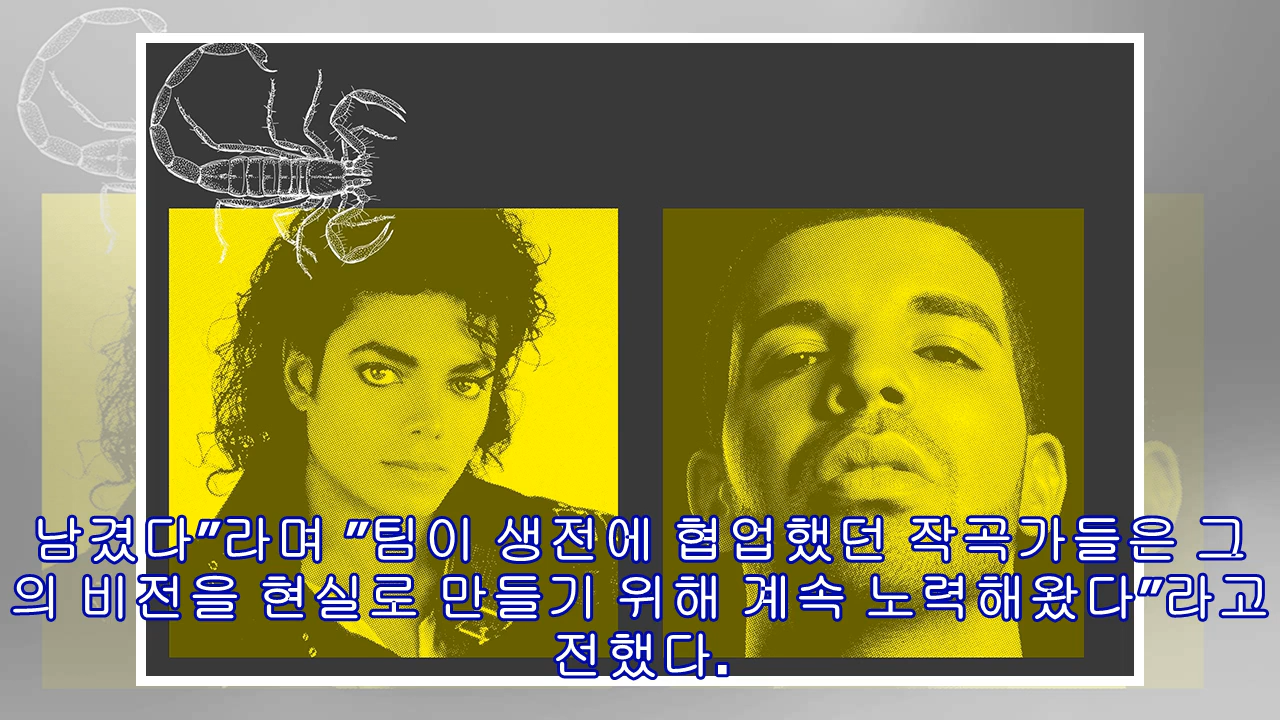 남겼다”라며 ”팀이 생전에 협업했던 작곡가들은 그
의 비전을 현실로 만들기 위해 계속 노력해왔다”라고
전했다.